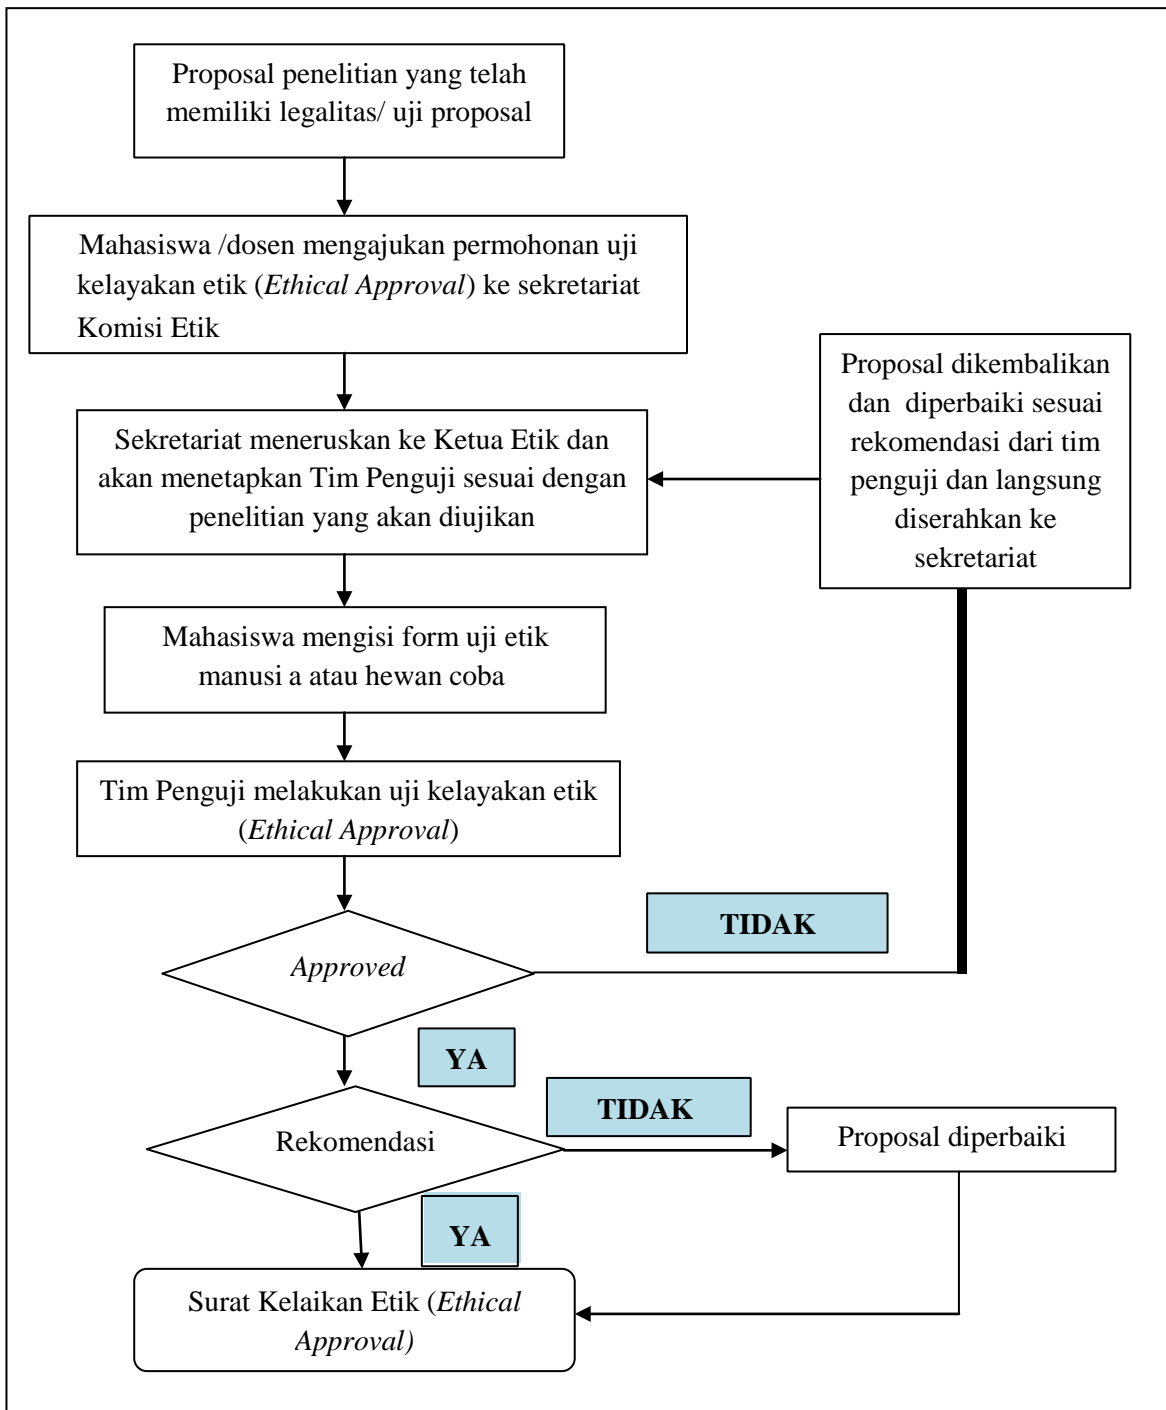 Proposal penelitian yang telah
memiliki legalitas/ uji proposal
Mahasiswa /dosen mengajukan permohonan uji
kelayakan etik (Ethical Approval) ke sekretariat
Komisi Etik
Proposal dikembalikan
dan diperbaiki sesuai
rekomendasi dari tim
penguji dan langsung
diserahkan ke
sekretariat
Sekretariat meneruskan ke Ketua Etik dan
akan menetapkan Tim Penguji sesuai dengan
penelitian yang akan diujikan
Mahasiswa mengisi form uji etik
manusi a atau hewan coba
Tim Penguji melakukan uji kelayakan etik
(Ethical Approval)
TIDAK
Approved
YA
TIDAK
Rekomendasi
Proposal diperbaiki
YA
Surat Kelaikan Etik (Ethical
Approval)